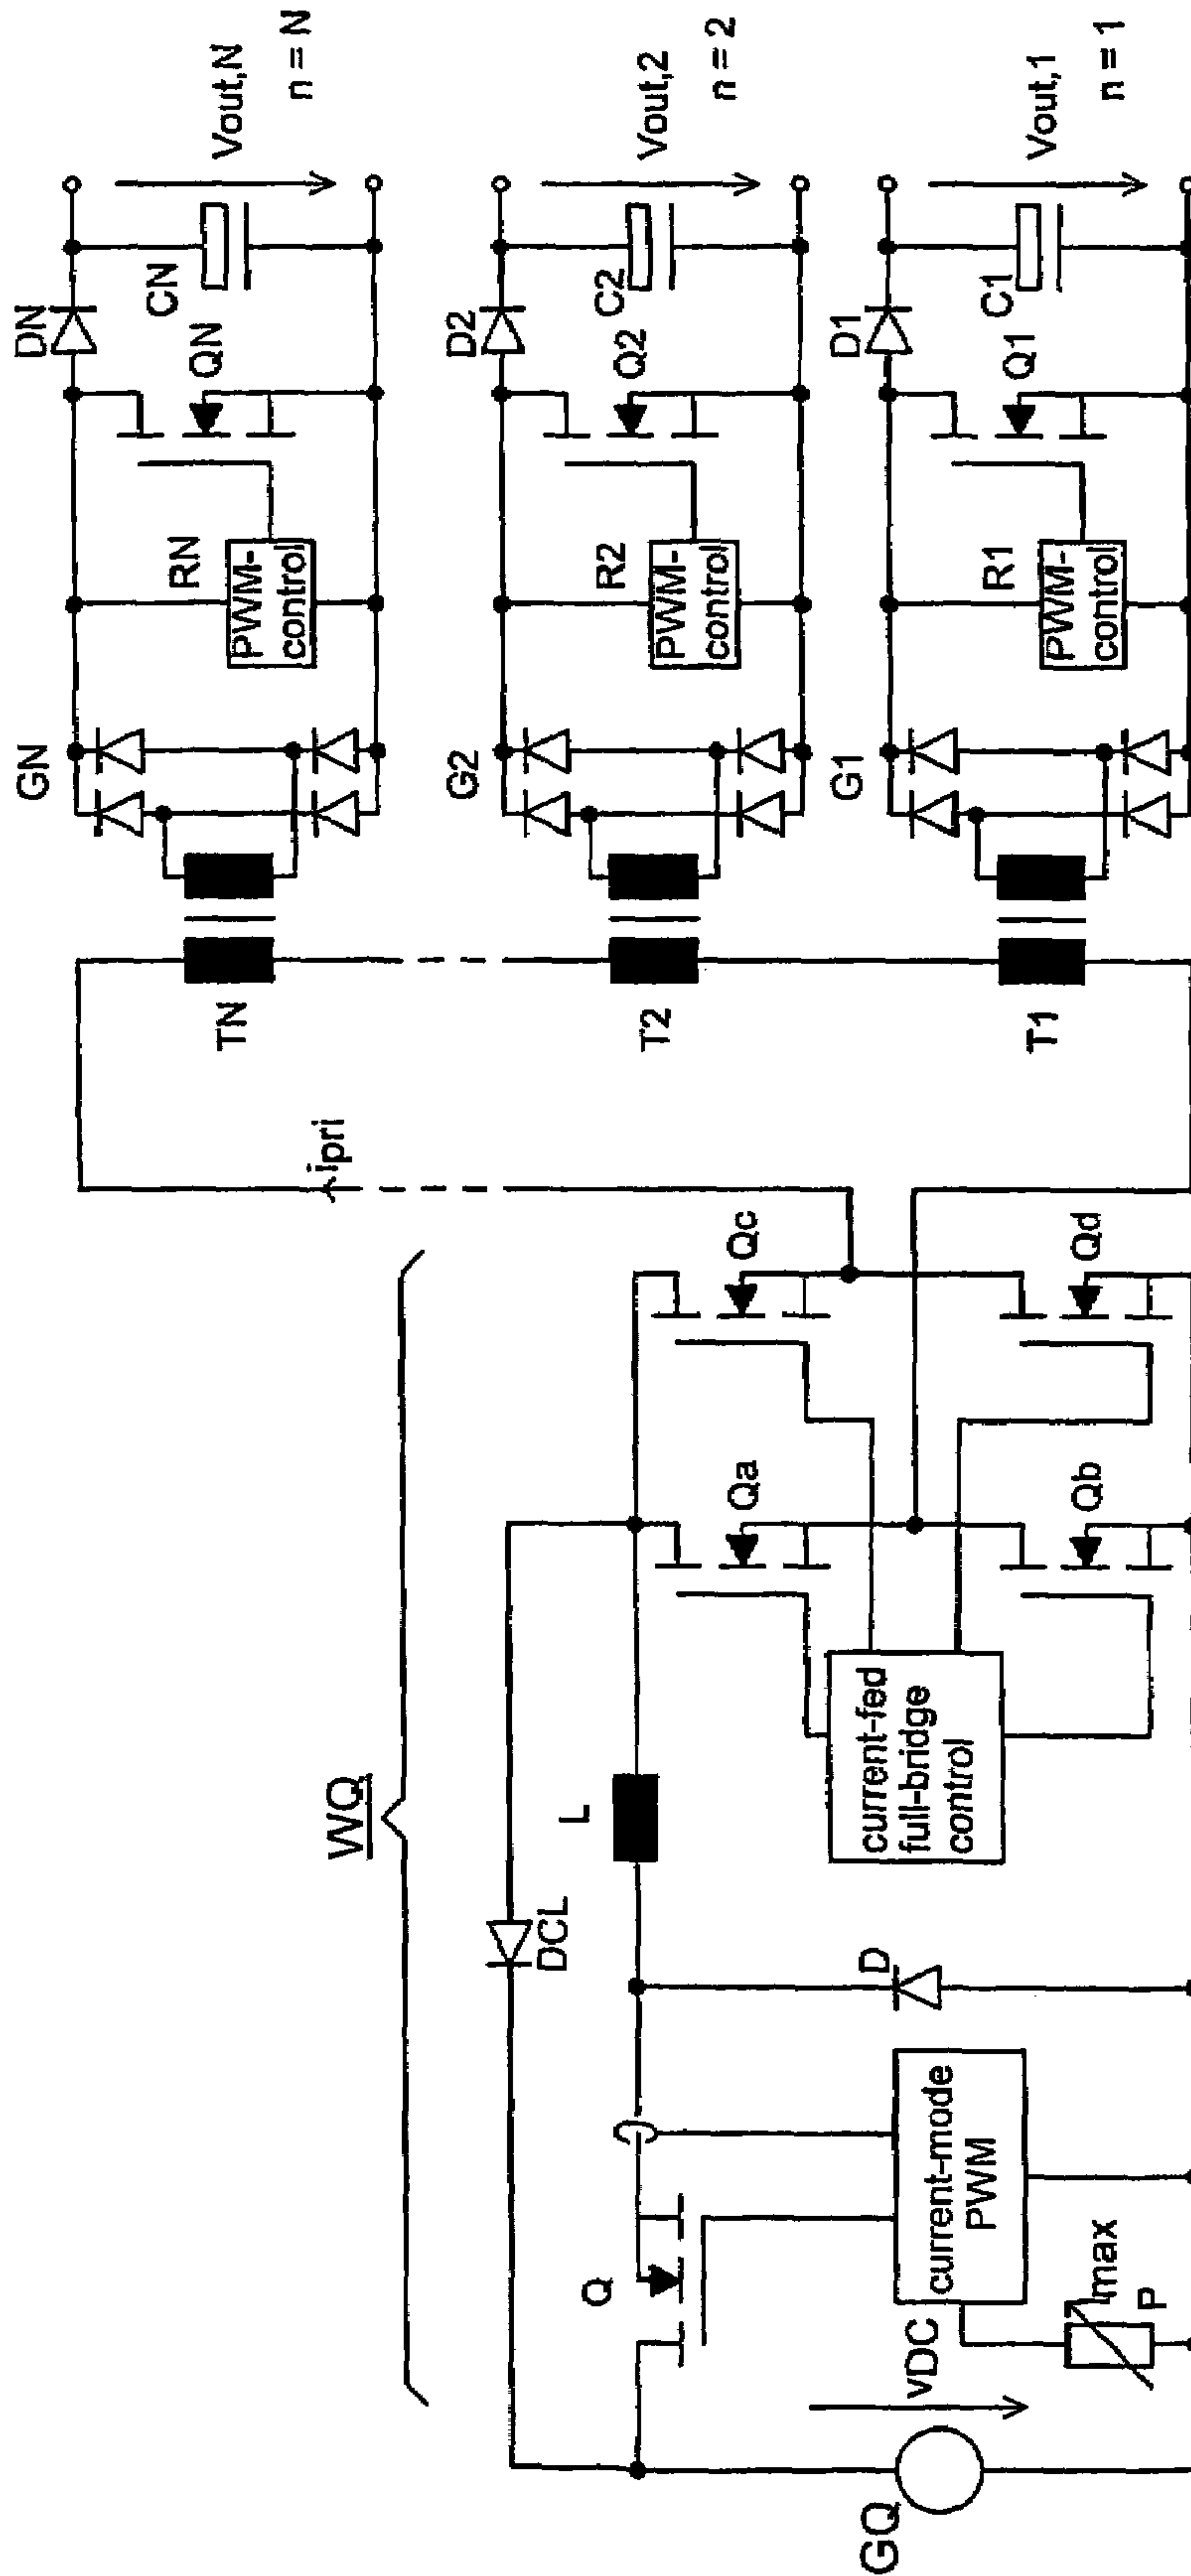 WQ
GQ
vDC
Q
current-mode
PWM
Imax
P
D
DCL
L
current-fed
full-bridge
control
Qa
Qb
Qc
Qd
ipri
TN
GN
RN
PWM-
control
QN
DN
CN
Vout,N
n = N
T2
G2
R2
PWM-
control
Q2
D2
C2
Vout,2
n = 2
T1
G1
R1
PWM-
control
Q1
D1
C1
Vout,1
n = 1